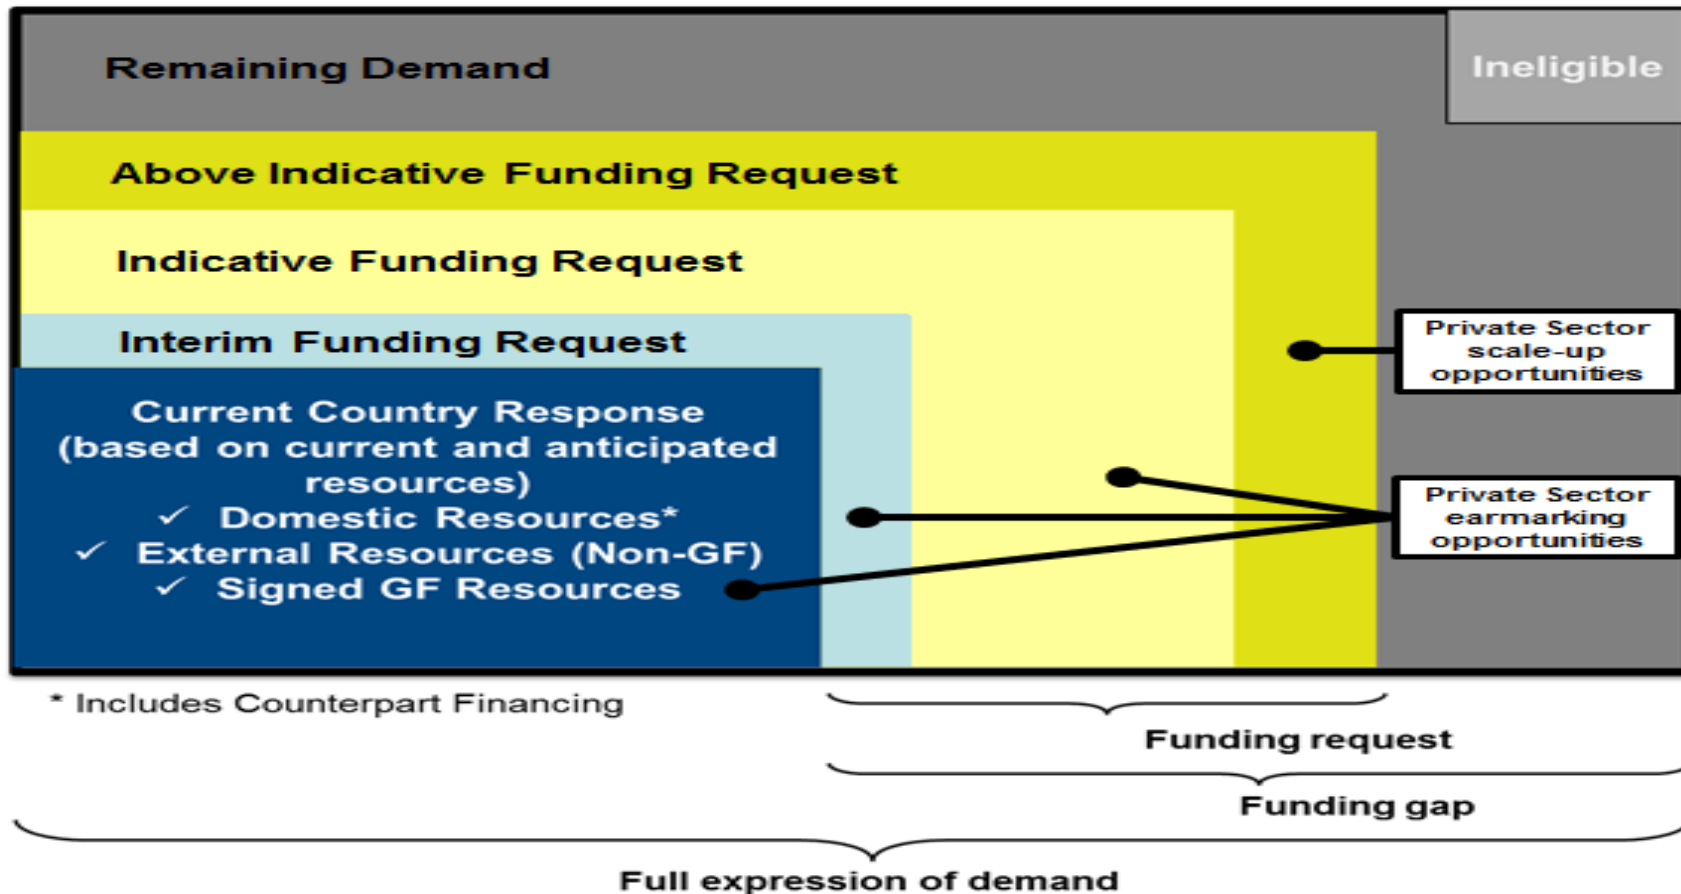 Remaining Demand
Ineligible
Above Indicative Funding Request
Indicative Funding Request
Interim Funding Request
Private Sector
scale-up
opportunities
Current Country Response
(based on current and anticipated
resources)
✓ Domestic Resources*
✓ External Resources (Non-GF)
✓ Signed GF Resources
Private Sector
earmarking
opportunities
* Includes Counterpart Financing
Funding request
Funding gap
Full expression of demand